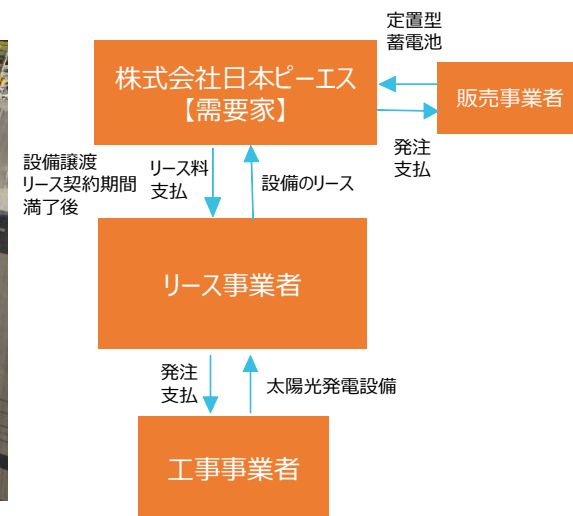 定置型
蓄電池
株式会社日本ピーエス
【需要家】
販売事業者
発注
支払
設備譲渡
リース契約期間
満了後
リース料
支払
設備のリース
リース事業者
発注
支払
太陽光発電設備
工事事業者